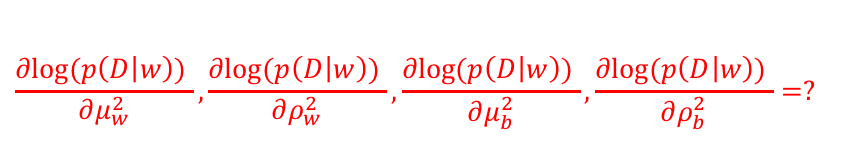 ∂log(p(D|w))/∂μ_w^2 , ∂log(p(D|w))/∂ρ_w^2 , ∂log(p(D|w))/∂μ_b^2 , ∂log(p(D|w))/∂ρ_b^2 =?